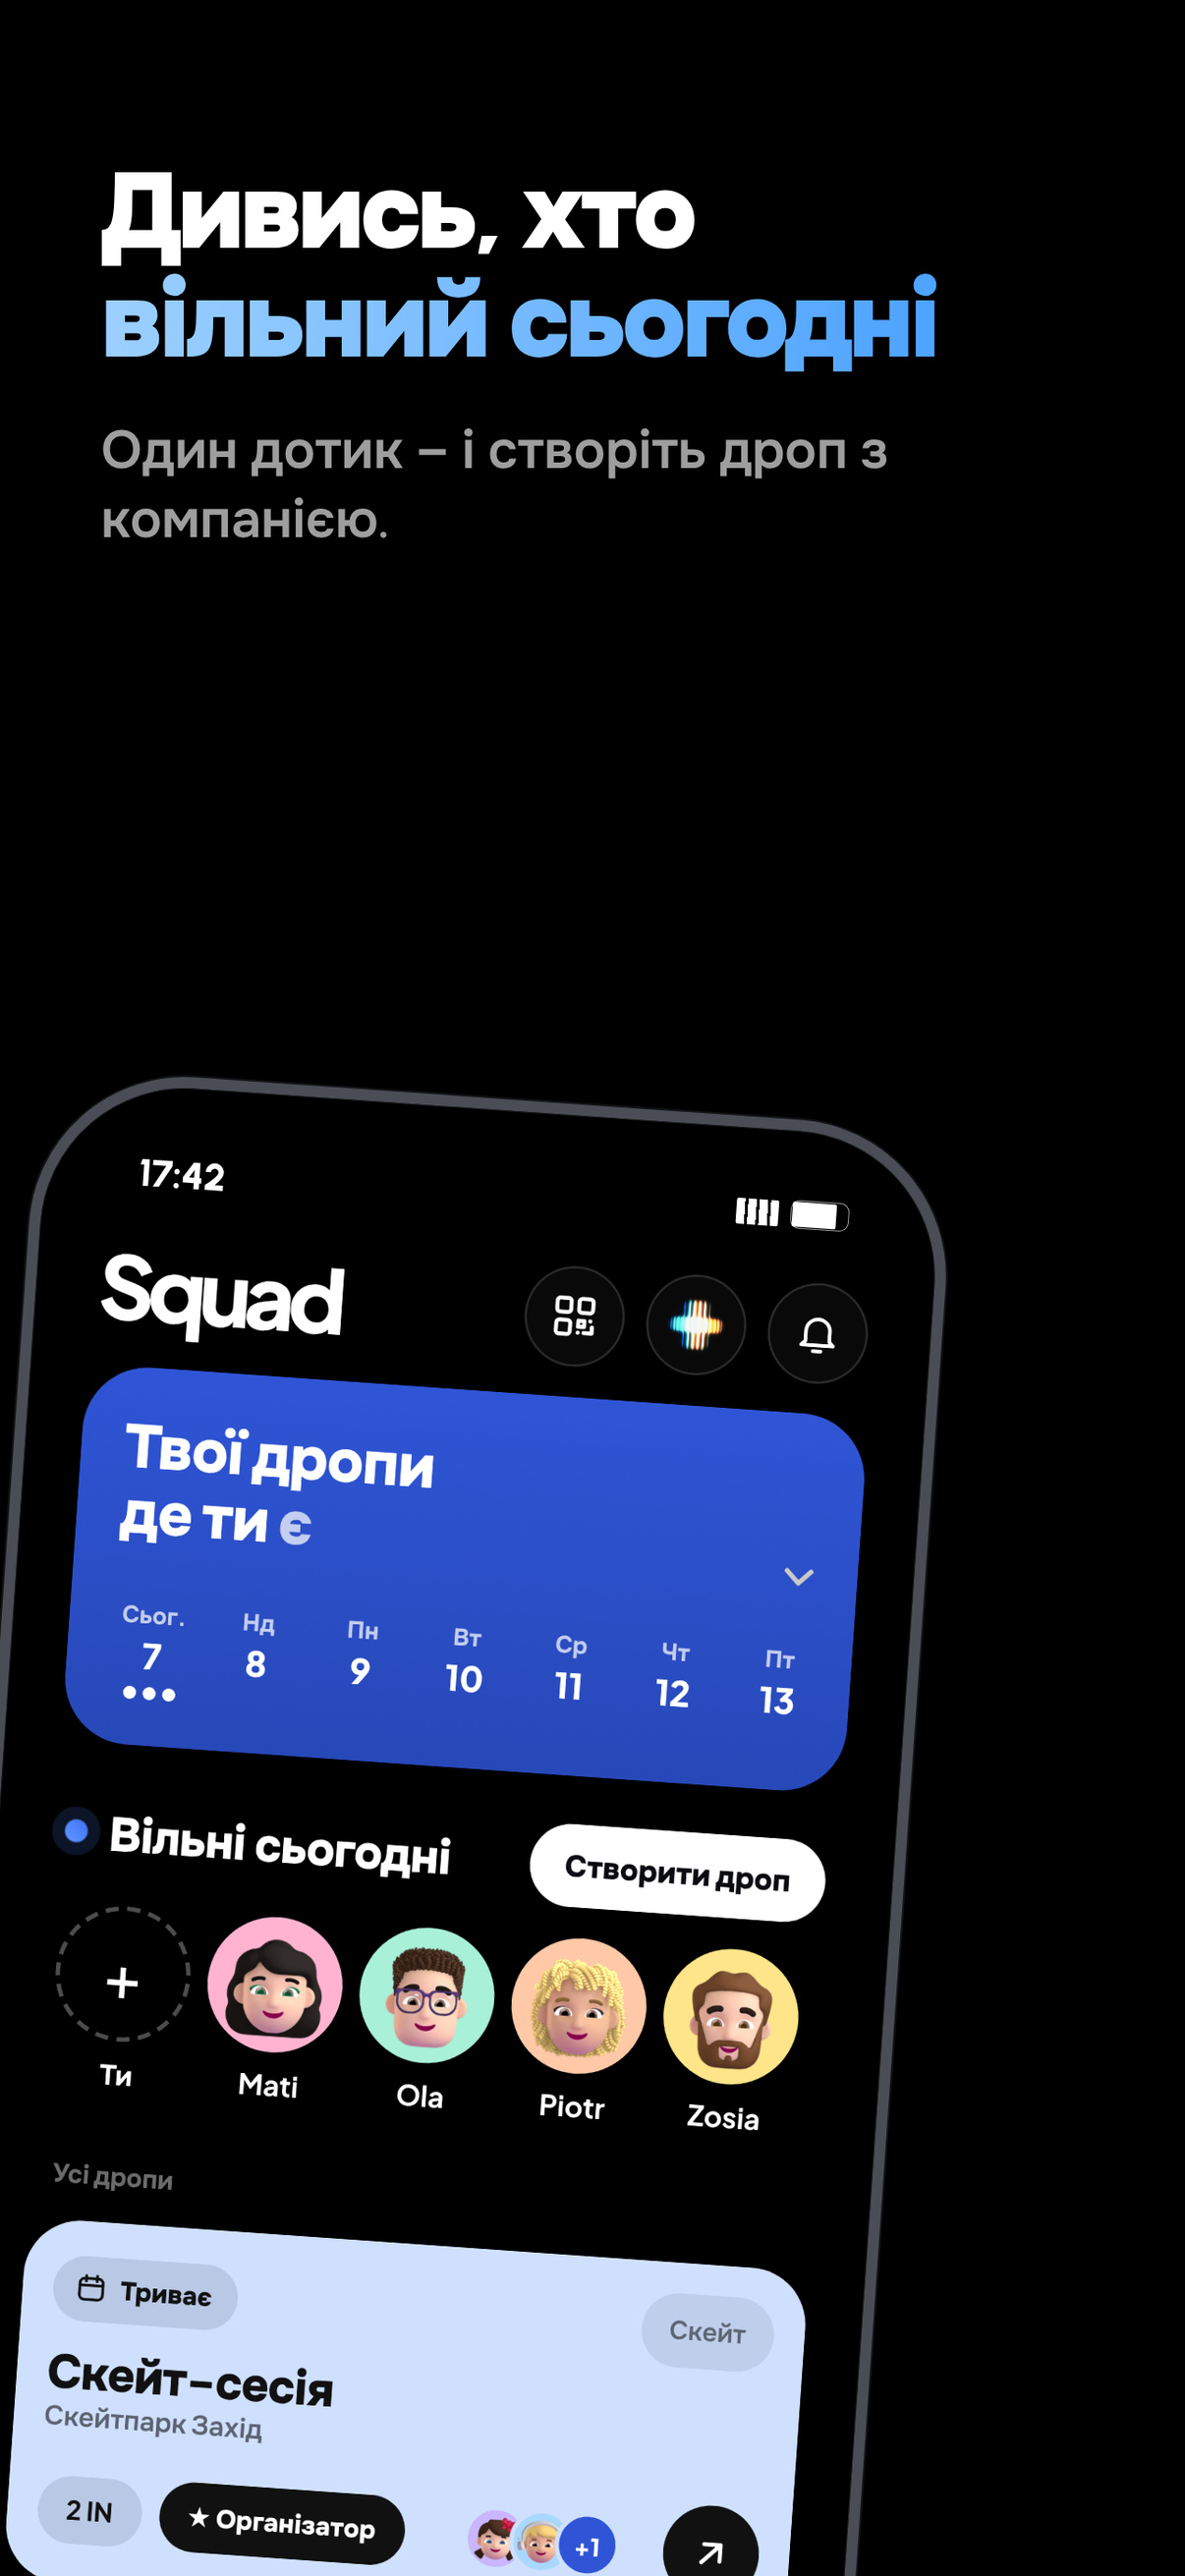 Дивись, хто
вільний сьогодні
Один дотик – і створіть дроп з
компанією.
17:42
Squad
Твої дропи
де ти є
Сьог. Нд Пн Вт Ср Чт Пт
7 8 9 10 11 12 13
Вільні сьогодні
Створити дроп
+
Ти Mati Ola Piotr Zosia
Усі дропи
Триває
Скейт
Скейт–сесія
Скейтпарк Захід
2 IN
★ Організатор
+1